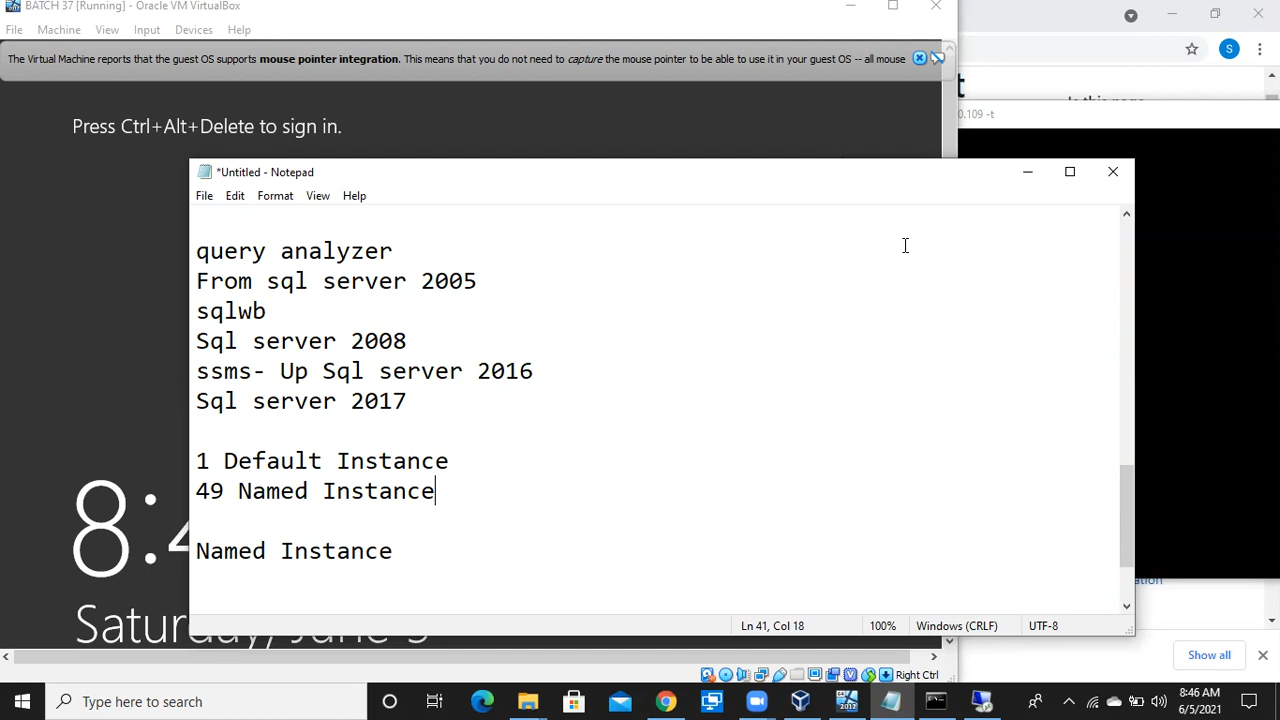 BATCH 37 [Running] - Oracle VM VirtualBox
File Machine View Input Devices Help
The Virtual Machine reports that the guest OS supports mouse pointer integration. This means that you do not need to capture the mouse pointer to be able to use it in your guest OS -- all mouse
S
t
0.109 -t
Press Ctrl+Alt+Delete to sign in.
*Untitled - Notepad
File Edit Format View Help
query analyzer
From sql server 2005
sqlwb
Sql server 2008
ssms- Up Sql server 2016
Sql server 2017
1 Default Instance
49 Named Instance
Named Instance
8:4
Ln 41, Col 18 100% Windows (CRLF) UTF-8
Show all
Right Ctrl
Type here to search
2012
8:46 AM
6/5/2021